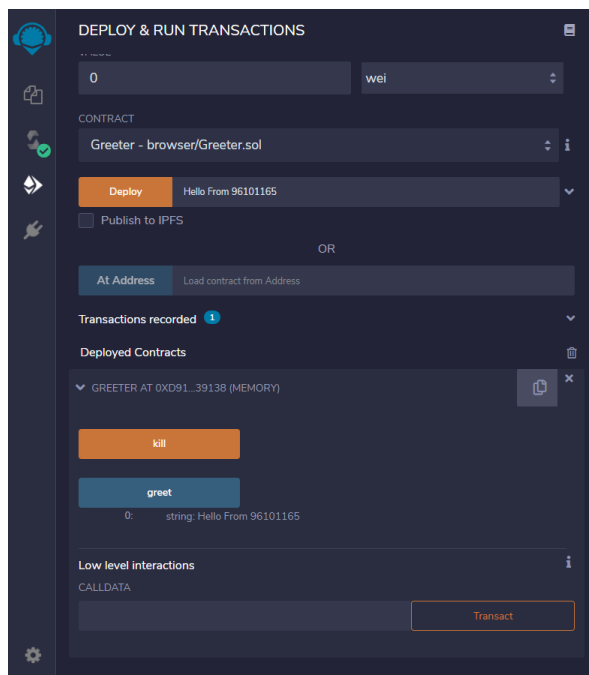 DEPLOY & RUN TRANSACTIONS
VALUE
0 wei
CONTRACT
Greeter - browser/Greeter.sol
Deploy Hello From 96101165
Publish to IPFS
OR
At Address Load contract from Address
Transactions recorded 1
Deployed Contracts
GREETER AT 0XD91...39138 (MEMORY)
kill
greet
0: string: Hello From 96101165
Low level interactions
CALLDATA
Transact